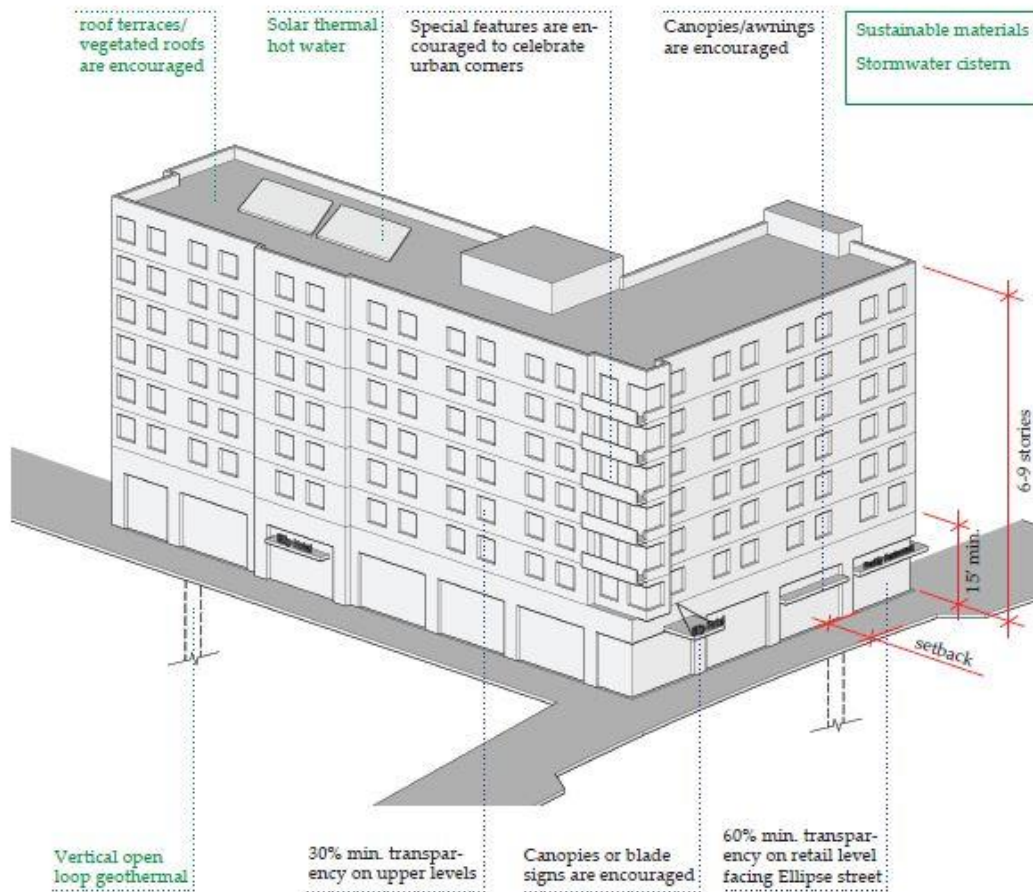 roof terraces/
vegetated roofs
are encouraged
Solar thermal
hot water
Special features are en-
couraged to celebrate
urban corners
Canopies/awnings
are encouraged
Sustainable materials
Stormwater cistern
6-9 stories
15' min.
setback
Vertical open
loop geothermal
30% min. transpar-
ency on upper levels
Canopies or blade
signs are encouraged
60% min. transpar-
ency on retail level
facing Ellipse street